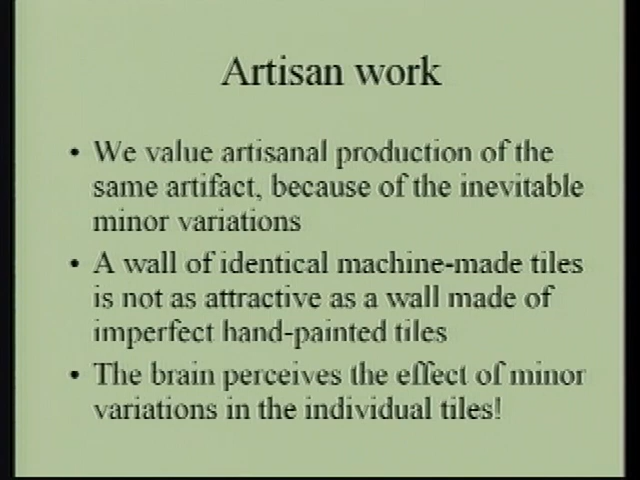 Artisan work
• We value artisanal production of the
same artifact, because of the inevitable
minor variations
• A wall of identical machine-made tiles
is not as attractive as a wall made of
imperfect hand-painted tiles
• The brain perceives the effect of minor
variations in the individual tiles!